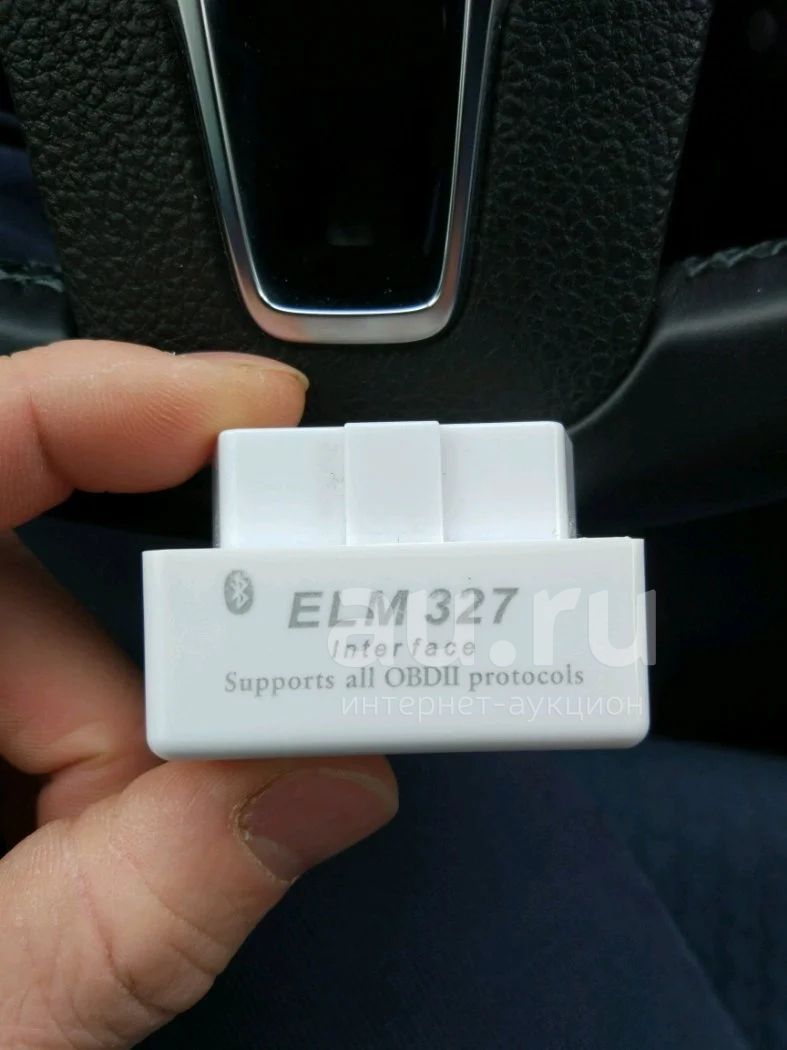 ELM 327
Interface
Supports all OBDII protocols
au.ru
интернет-аукцион